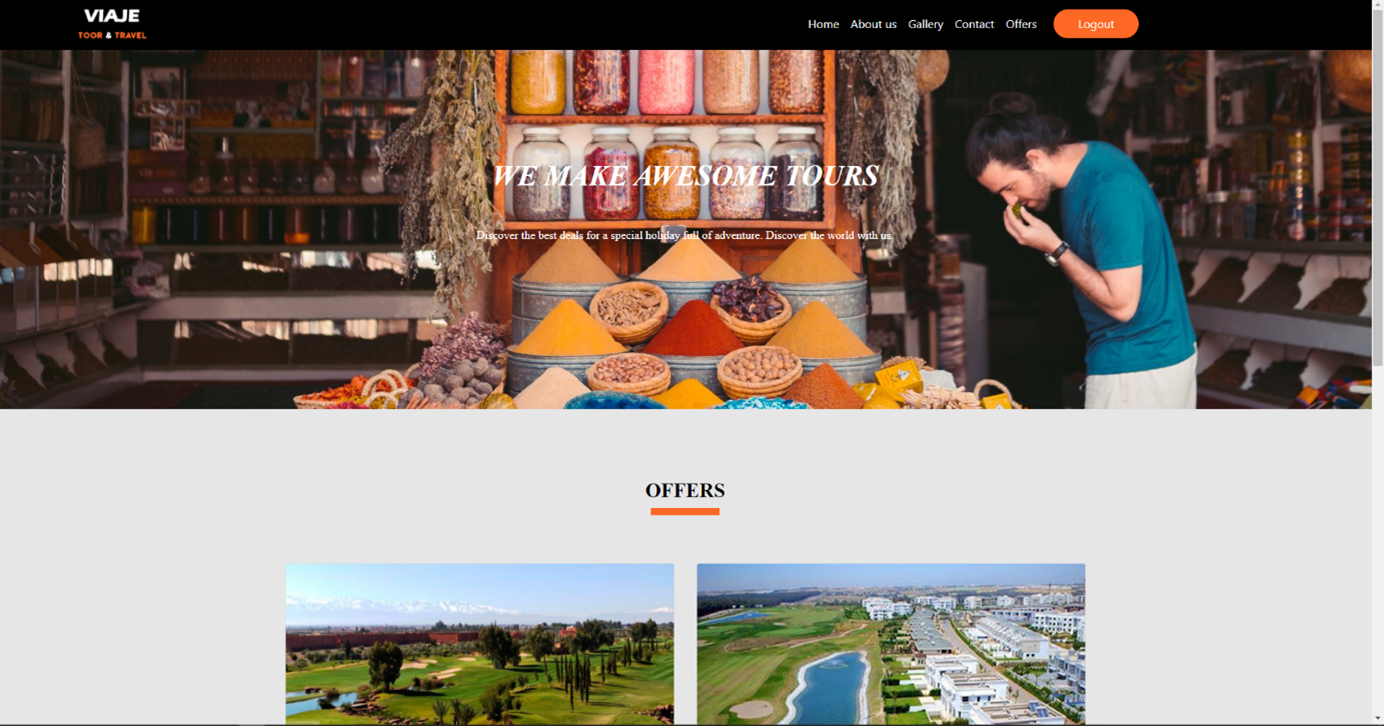 VIAJE
TOOR & TRAVEL
Home About us Gallery Contact Offers Logout
WE MAKE AWESOME TOURS
Discover the best deals for a special holiday full of adventure. Discover the world with us.
OFFERS